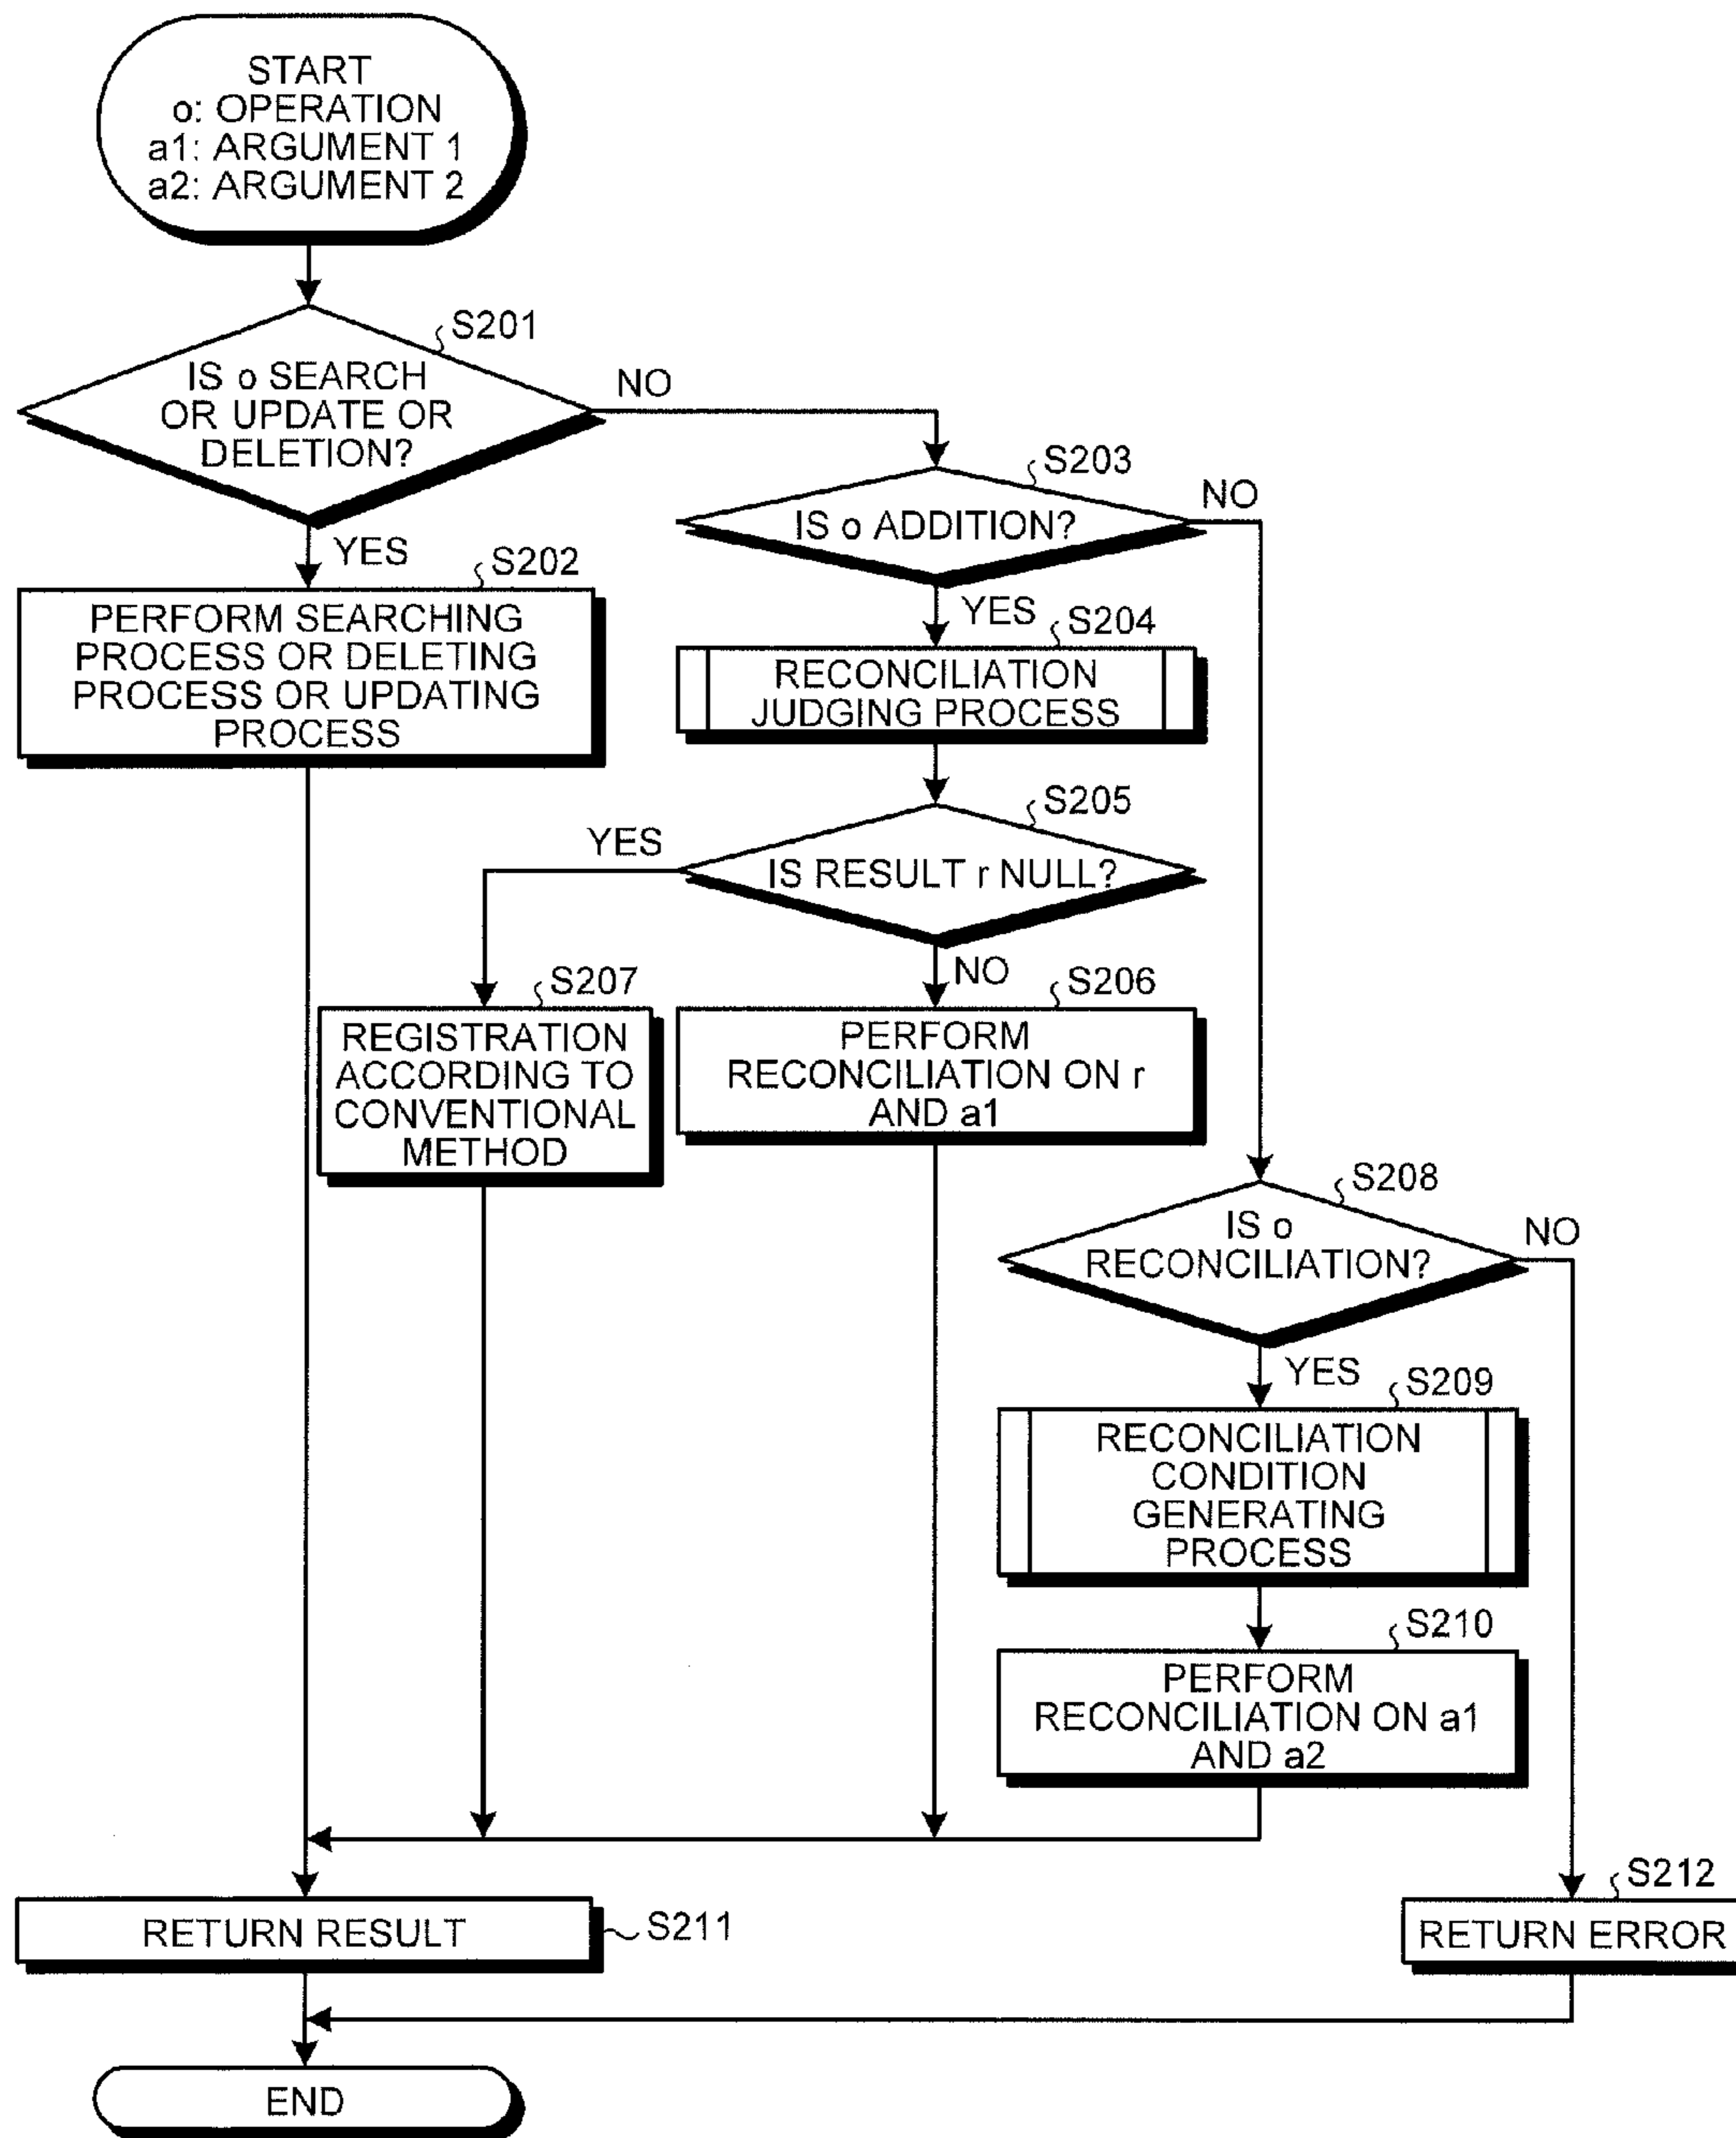 START
o: OPERATION
a1: ARGUMENT 1
a2: ARGUMENT 2
S201
IS o SEARCH
OR UPDATE OR
DELETION?
NO
YES
S202
PERFORM SEARCHING
PROCESS OR DELETING
PROCESS OR UPDATING
PROCESS
S203
IS o ADDITION?
NO
YES
S204
RECONCILIATION
JUDGING PROCESS
S205
IS RESULT r NULL?
YES
NO
S207
REGISTRATION
ACCORDING TO
CONVENTIONAL
METHOD
S206
PERFORM
RECONCILIATION ON r
AND a1
S208
IS o
RECONCILIATION?
NO
YES
S209
RECONCILIATION
CONDITION
GENERATING
PROCESS
S210
PERFORM
RECONCILIATION ON a1
AND a2
RETURN RESULT
S211
S212
RETURN ERROR
END